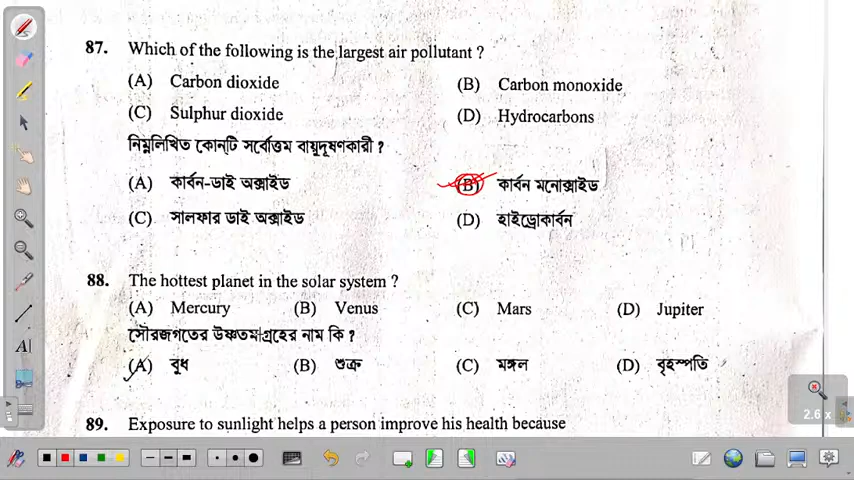 87. Which of the following is the largest air pollutant ?
(A) Carbon dioxide (B) Carbon monoxide
(C) Sulphur dioxide (D) Hydrocarbons
নিম্নলিখিত কোন্‌টি সর্বোত্তম বায়ুদূষণকারী ?
(A) কার্বন-ডাই অক্সাইড (B) কার্বন মনোক্সাইড
(C) সালফার ডাই অক্সাইড (D) হাইড্রোকার্বন
88. The hottest planet in the solar system ?
(A) Mercury (B) Venus (C) Mars (D) Jupiter
সৌরজগতের উষ্ণতম গ্রহের নাম কি ?
(A) বুধ (B) শুক্র (C) মঙ্গল (D) বৃহস্পতি
2.6 x
89. Exposure to sunlight helps a person improve his health because